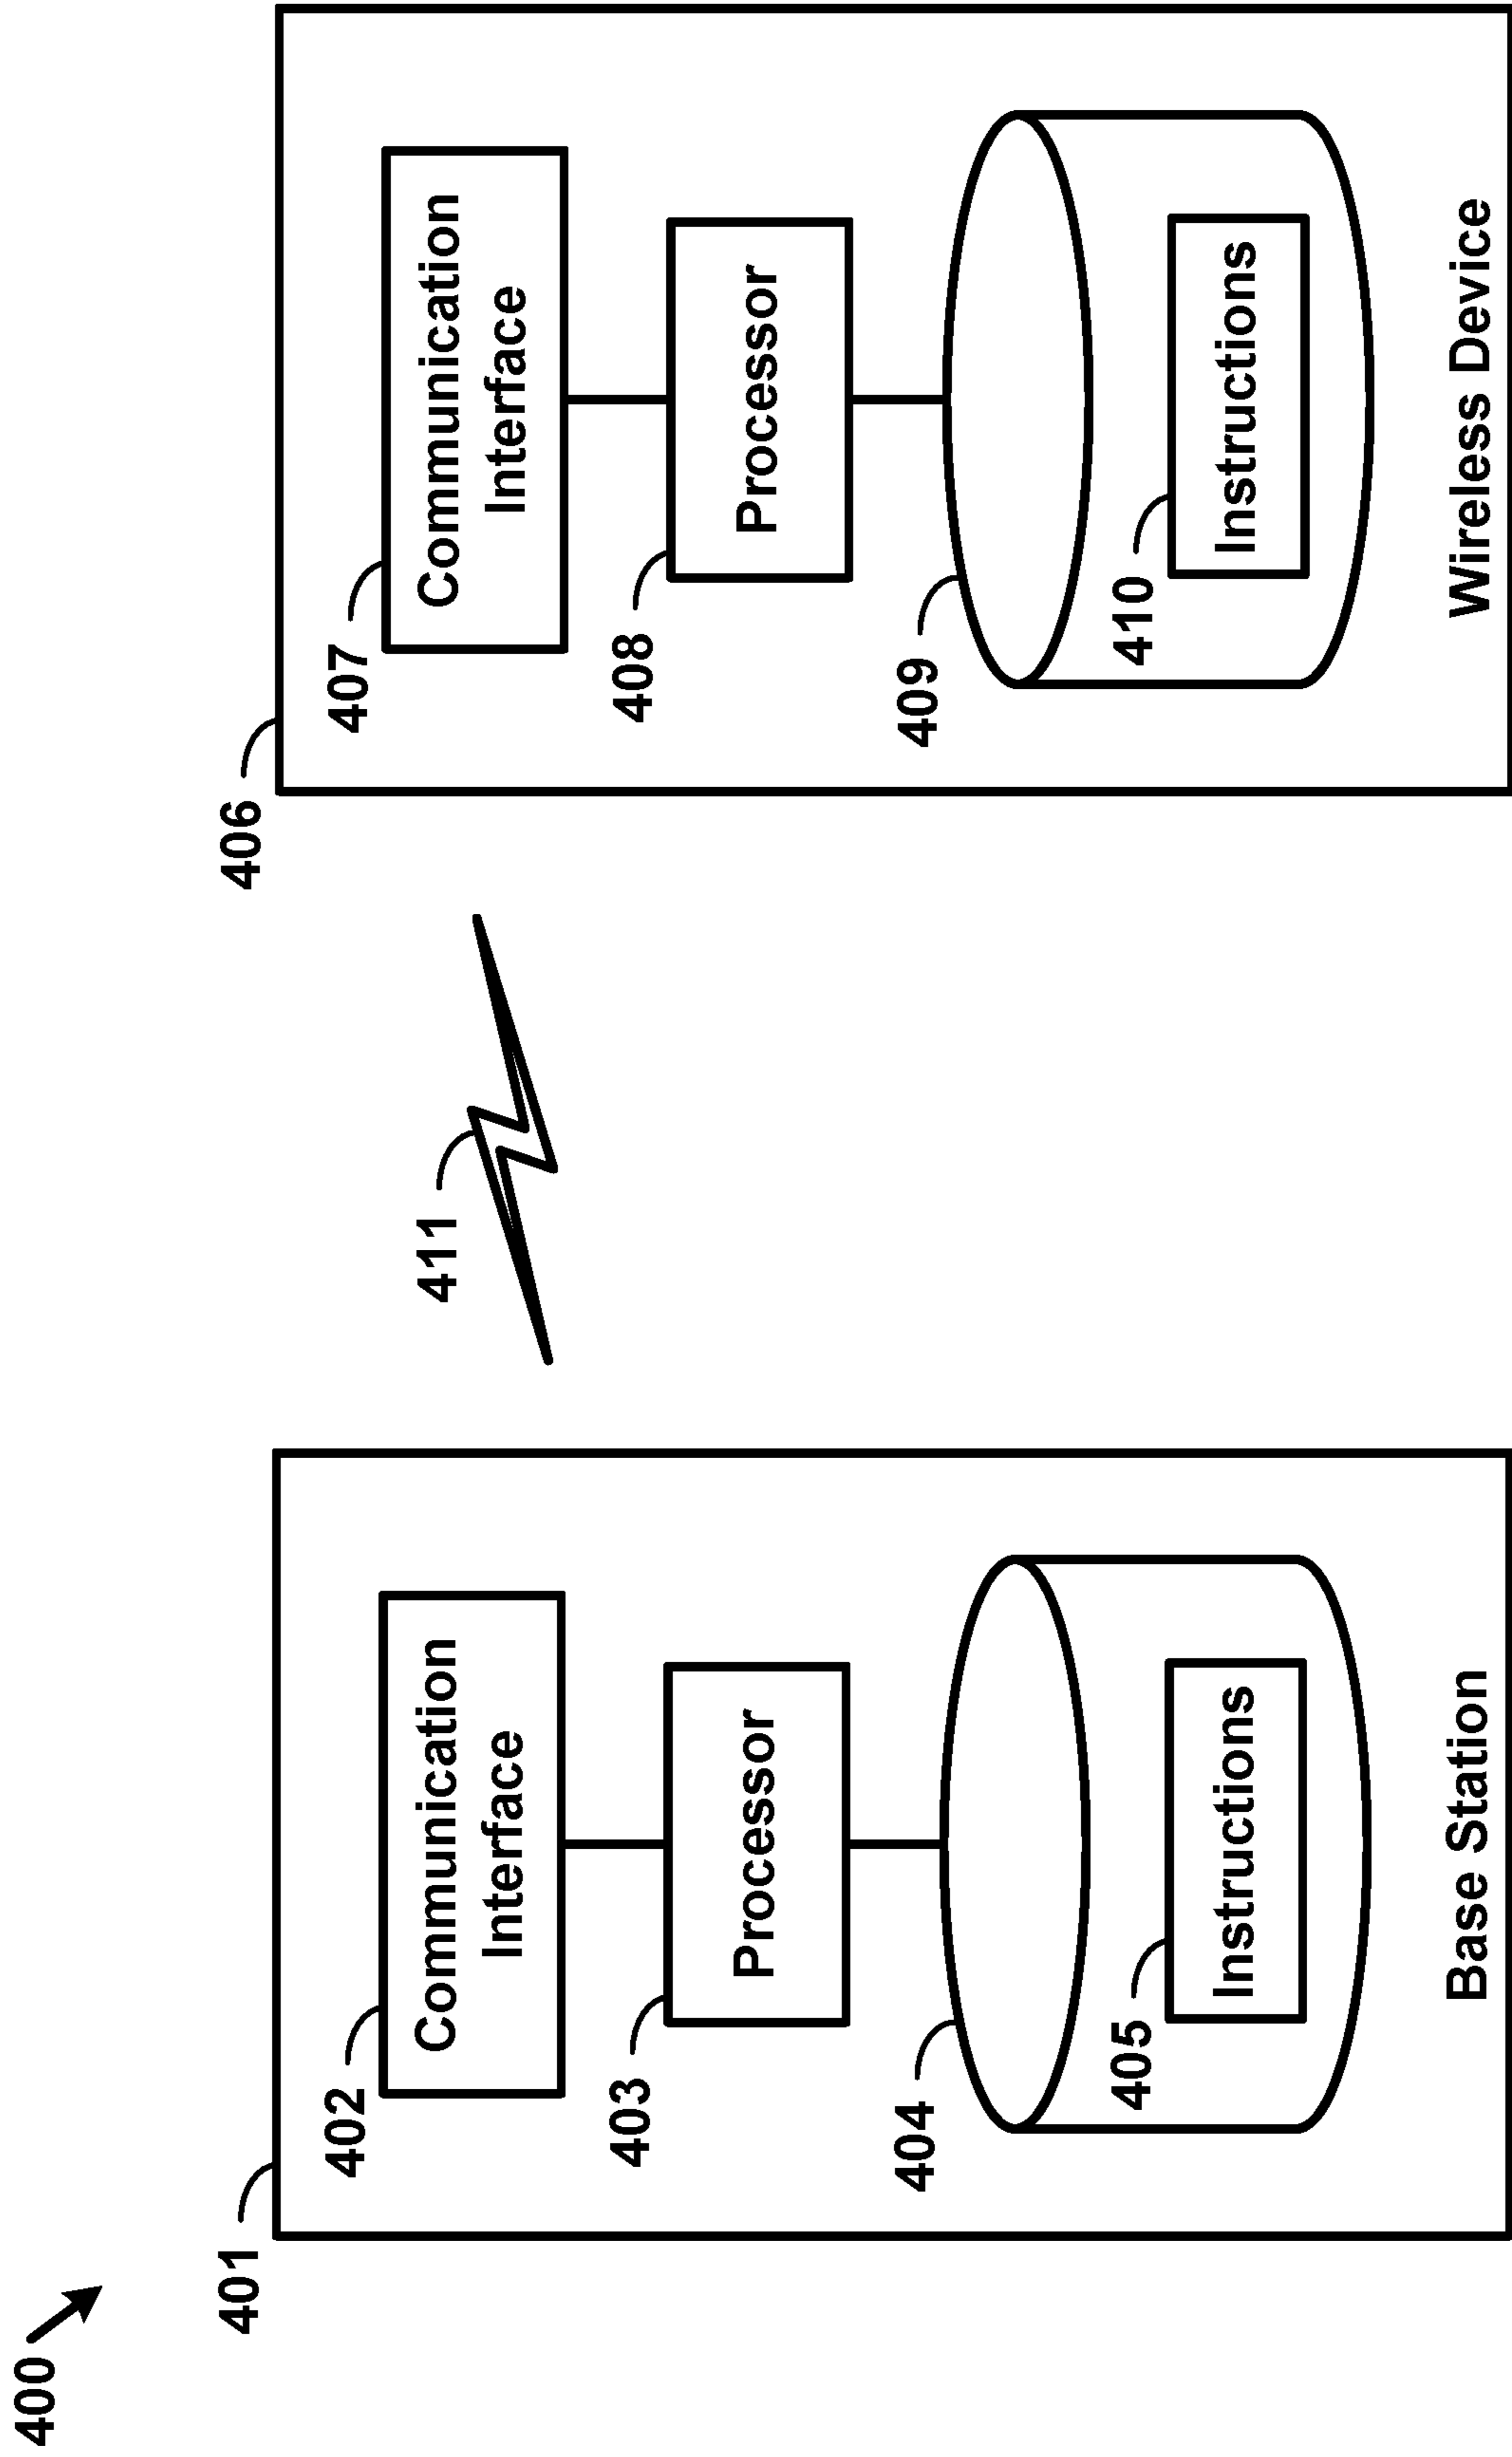 400
401
402
Communication
Interface
403
Processor
404
405
Instructions
Base Station
411
406
407
Communication
Interface
408
Processor
409
410
Instructions
Wireless Device